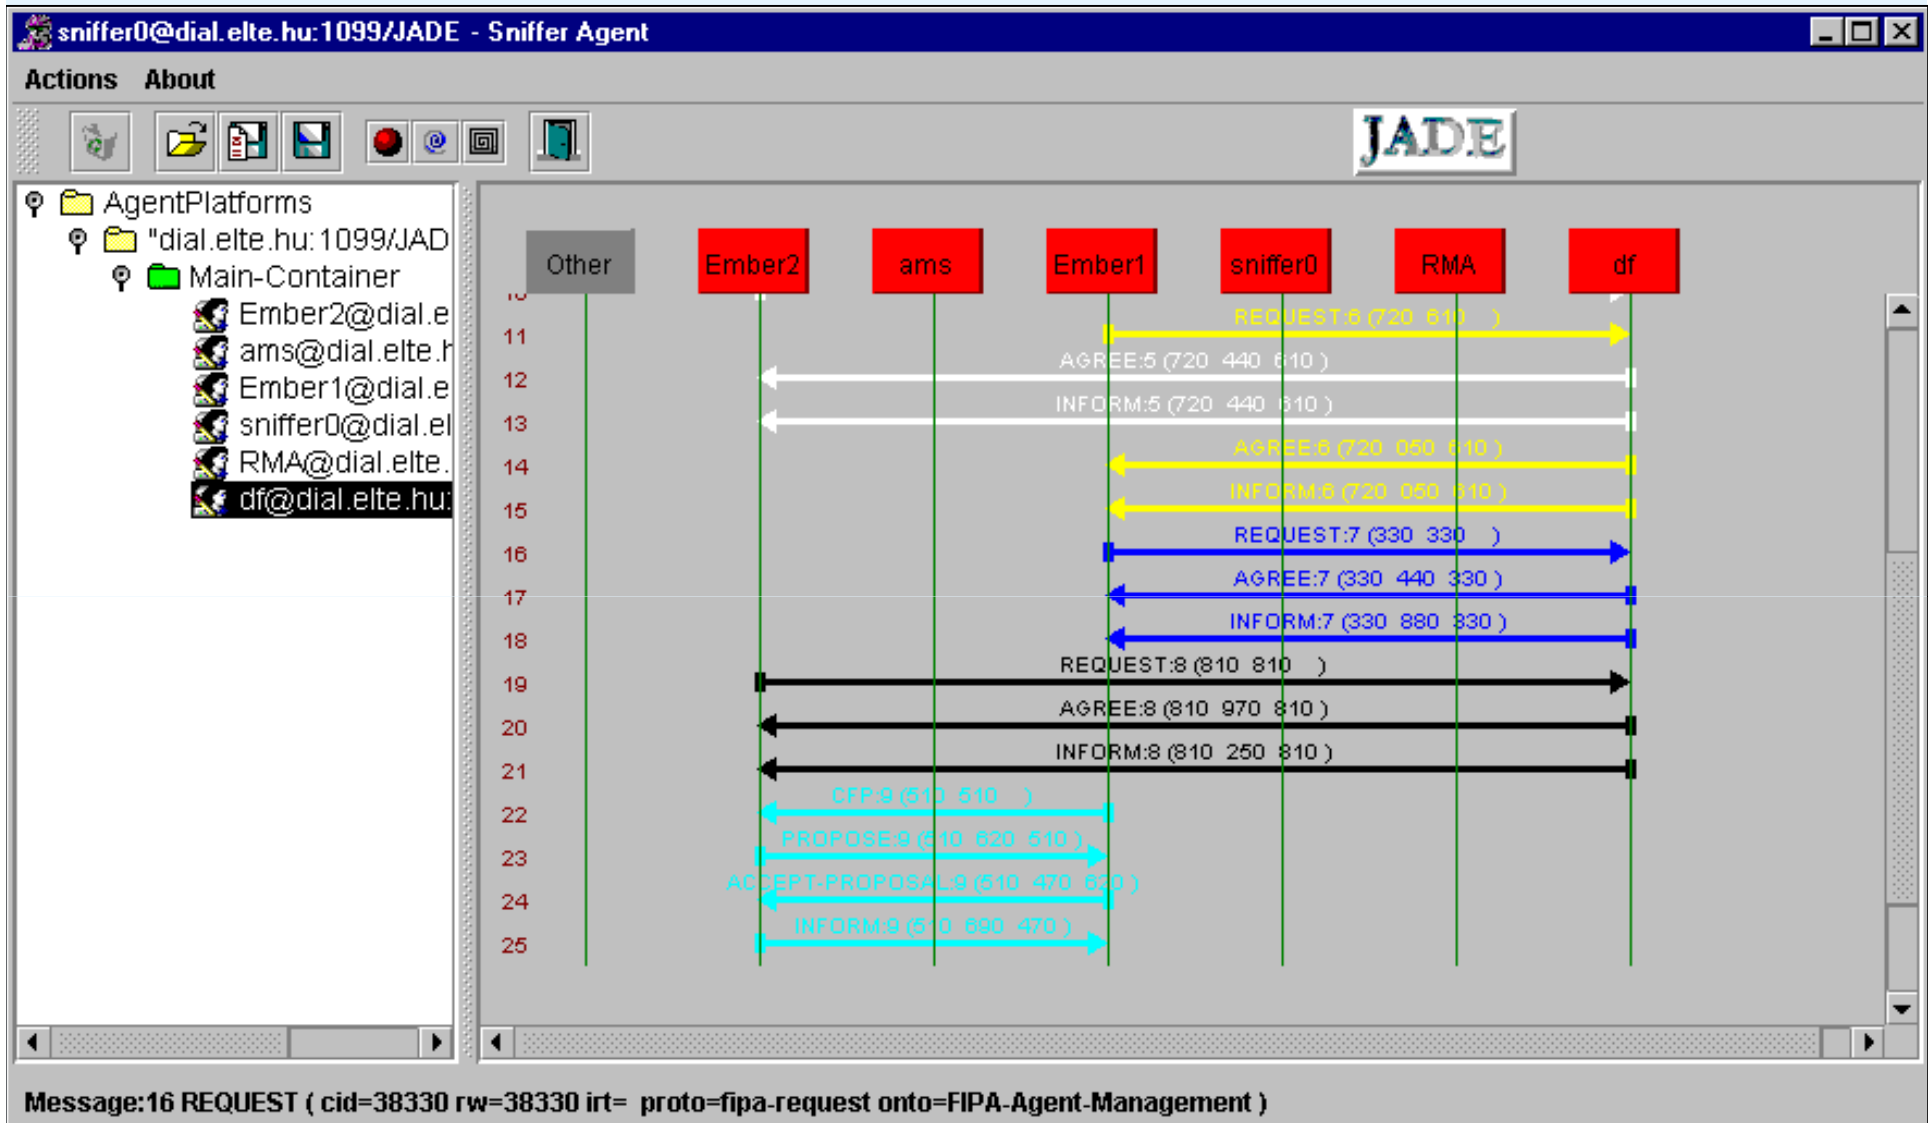 sniffer0@dial.elte.hu:1099/JADE - Sniffer Agent
Actions About
JADE
AgentPlatforms
"dial.elte.hu:1099/JAD
Main-Container
Ember2@dial.e
ams@dial.elte.h
Ember1@dial.e
sniffer0@dial.el
RMA@dial.elte.
df@dial.elte.hu:
Other Ember2 ams Ember1 sniffer0 RMA df
10
11 REQUEST:6 (720 610 )
12 AGREE:5 (720 440 610 )
13 INFORM:5 (720 440 610 )
14 AGREE:6 (720 050 610 )
15 INFORM:6 (720 050 610 )
16 REQUEST:7 (330 330 )
17 AGREE:7 (330 440 330 )
18 INFORM:7 (330 880 330 )
19 REQUEST:8 (810 810 )
20 AGREE:8 (810 970 810 )
21 INFORM:8 (810 250 810 )
22 CFP:9 (510 510 )
23 PROPOSE:9 (510 620 510 )
24 ACCEPT-PROPOSAL:9 (510 470 620 )
25 INFORM:9 (510 690 470 )
Message:16 REQUEST ( cid=38330 rw=38330 irt= proto=fipa-request onto=FIPA-Agent-Management )